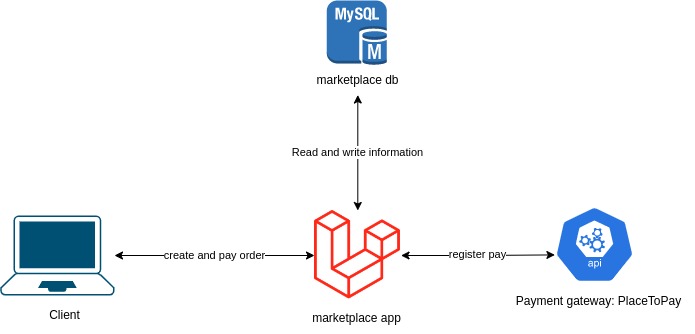 MySQL
M
marketplace db
Read and write information
create and pay order
register pay
api
Client
marketplace app
Payment gateway: PlaceToPay